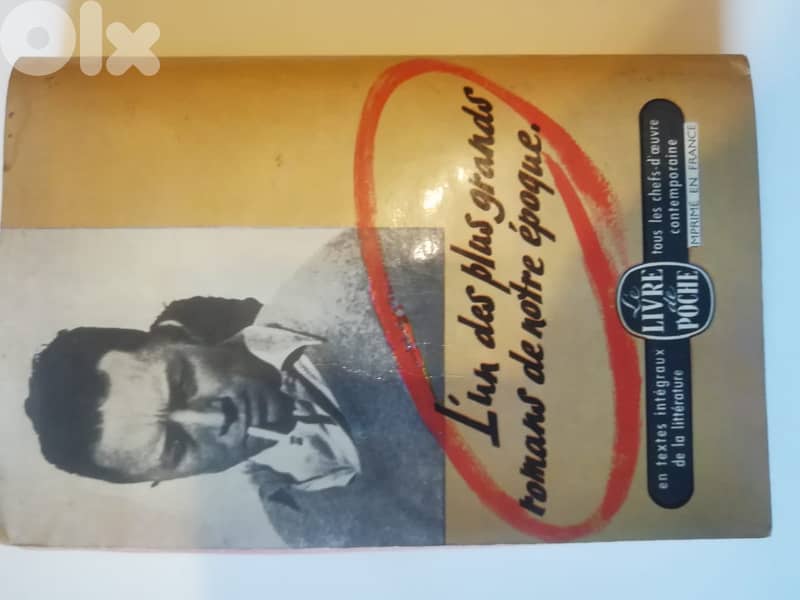 OLX
L'un des plus grands
romans de notre époque.
en textes intégraux
de la littérature
Le
LIVRE
de
POCHE
tous les chefs-d'œuvre
contemporaine
IMPRIMÉ EN FRANCE